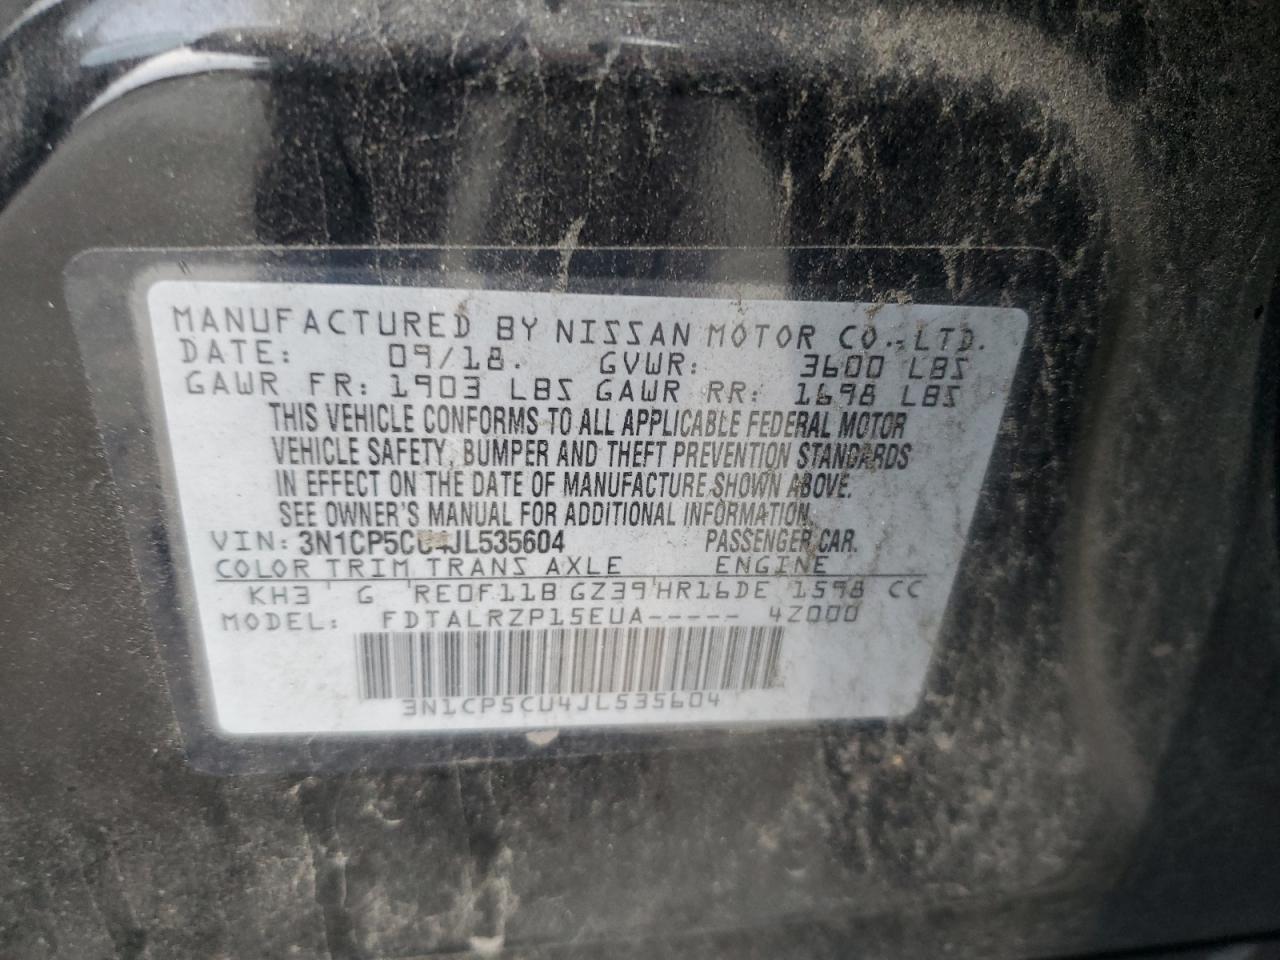 MANUFACTURED BY NISSAN MOTOR CO.,LTD.
DATE: 09/18. GVWR: 3600 LBS
GAWR FR: 1903 LBS GAWR RR: 1698 LBS
THIS VEHICLE CONFORMS TO ALL APPLICABLE FEDERAL MOTOR
VEHICLE SAFETY, BUMPER AND THEFT PREVENTION STANDARDS
IN EFFECT ON THE DATE OF MANUFACTURE SHOWN ABOVE.
SEE OWNER'S MANUAL FOR ADDITIONAL INFORMATION.
VIN: 3N1CP5CU4JL535604 PASSENGER CAR.
COLOR TRIM TRANS AXLE ENGINE
KH3 G RE0F11B GZ39 HR16DE 1598 CC
MODEL: FDTALRZP15EUA----- 4Z000
3N1CP5CU4JL535604